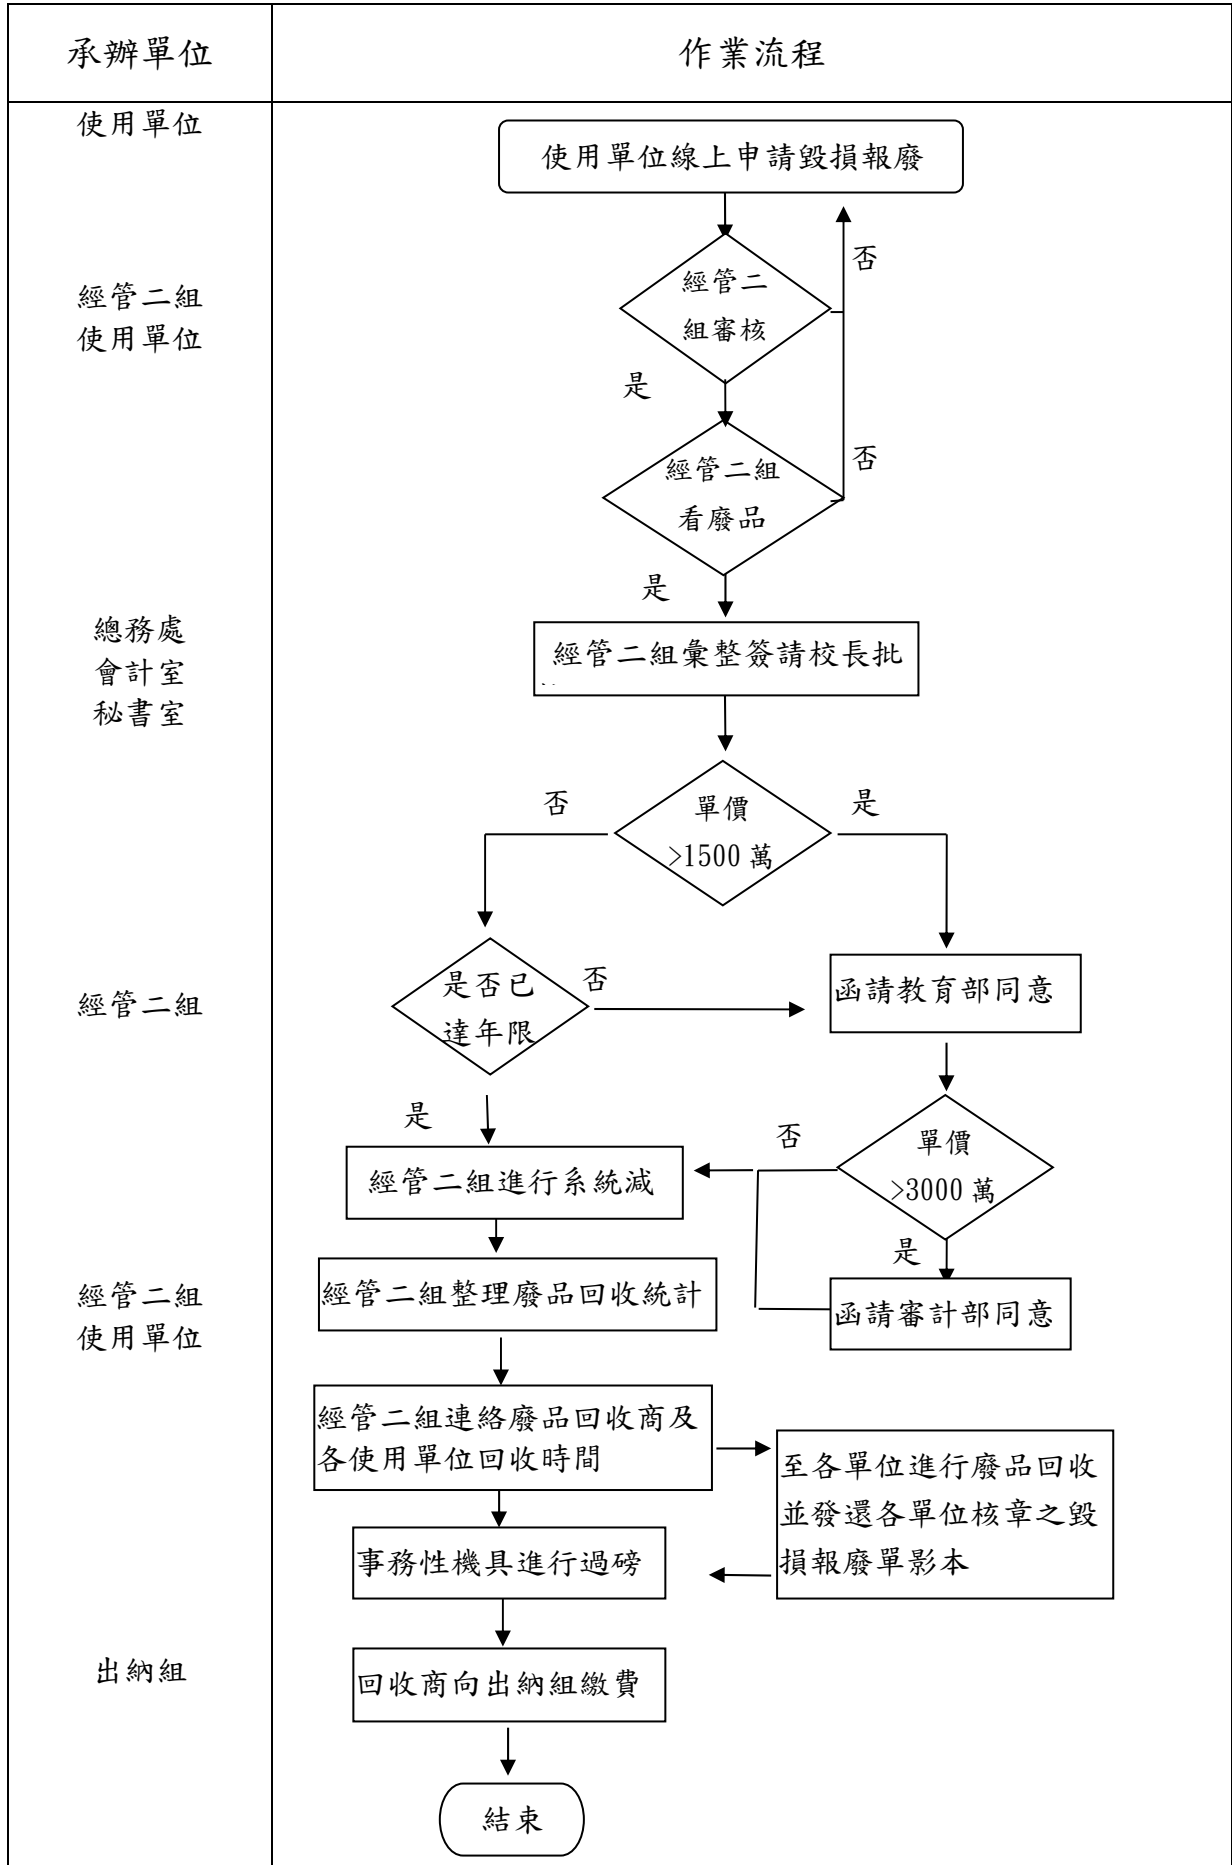 承辦單位
作業流程
使用單位
使用單位線上申請毀損報廢
否
經管二組
使用單位
經管二
組審核
是
否
經管二組
看廢品
是
總務處
會計室
秘書室
經管二組彙整簽請校長批
否
是
單價
>1500 萬
經管二組
是否已
達年限
否
函請教育部同意
是
否
單價
>3000 萬
經管二組進行系統減
是
經管二組
使用單位
經管二組整理廢品回收統計
函請審計部同意
經管二組連絡廢品回收商及
各使用單位回收時間
至各單位進行廢品回收
並發還各單位核章之毀
損報廢單影本
事務性機具進行過磅
出納組
回收商向出納組繳費
結束